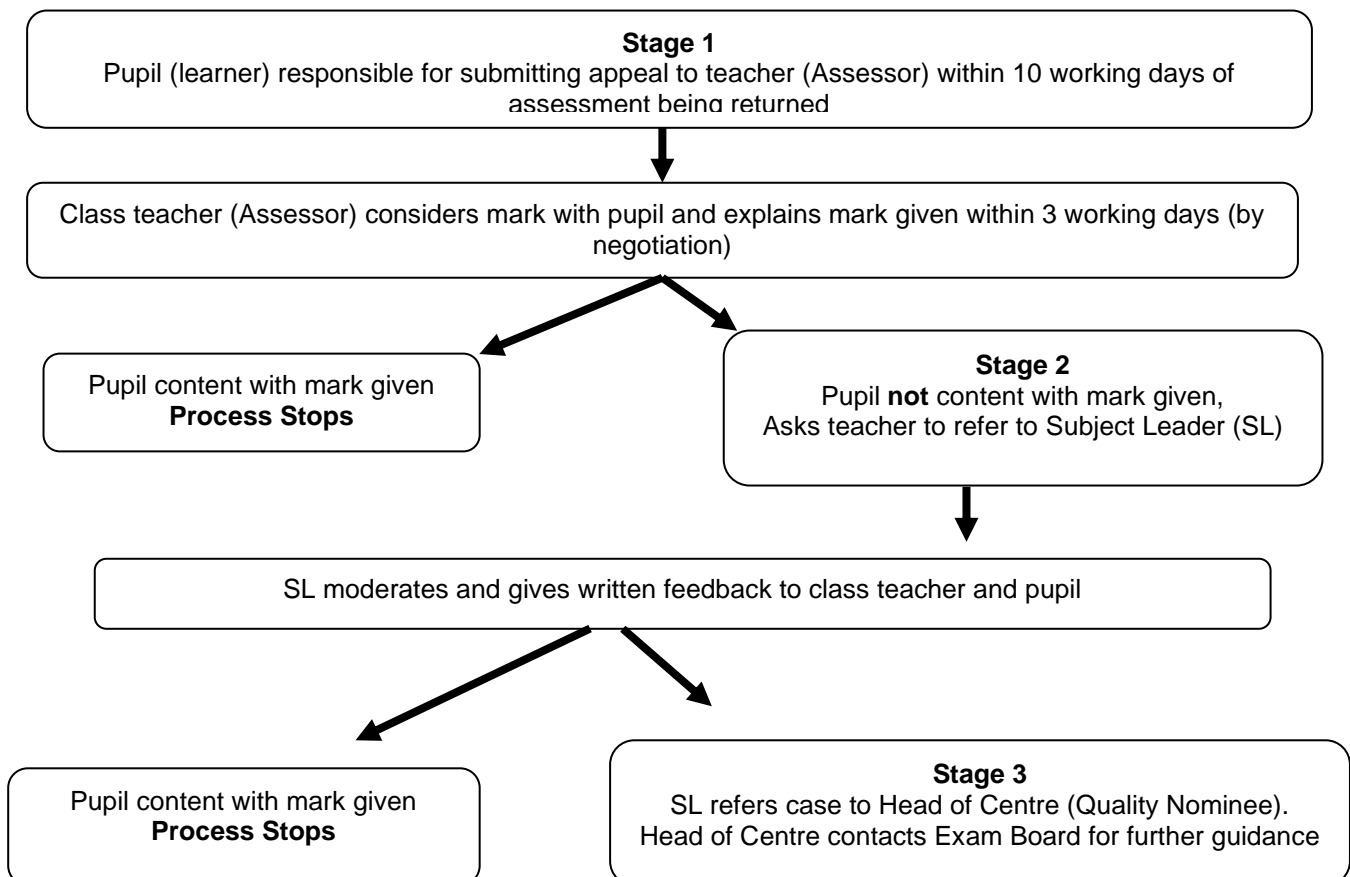 Stage 1
Pupil (learner) responsible for submitting appeal to teacher (Assessor) within 10 working days of
assessment being returned
Class teacher (Assessor) considers mark with pupil and explains mark given within 3 working days (by
negotiation)
Pupil content with mark given
Process Stops
Stage 2
Pupil not content with mark given,
Asks teacher to refer to Subject Leader (SL)
SL moderates and gives written feedback to class teacher and pupil
Pupil content with mark given
Process Stops
Stage 3
SL refers case to Head of Centre (Quality Nominee).
Head of Centre contacts Exam Board for further guidance